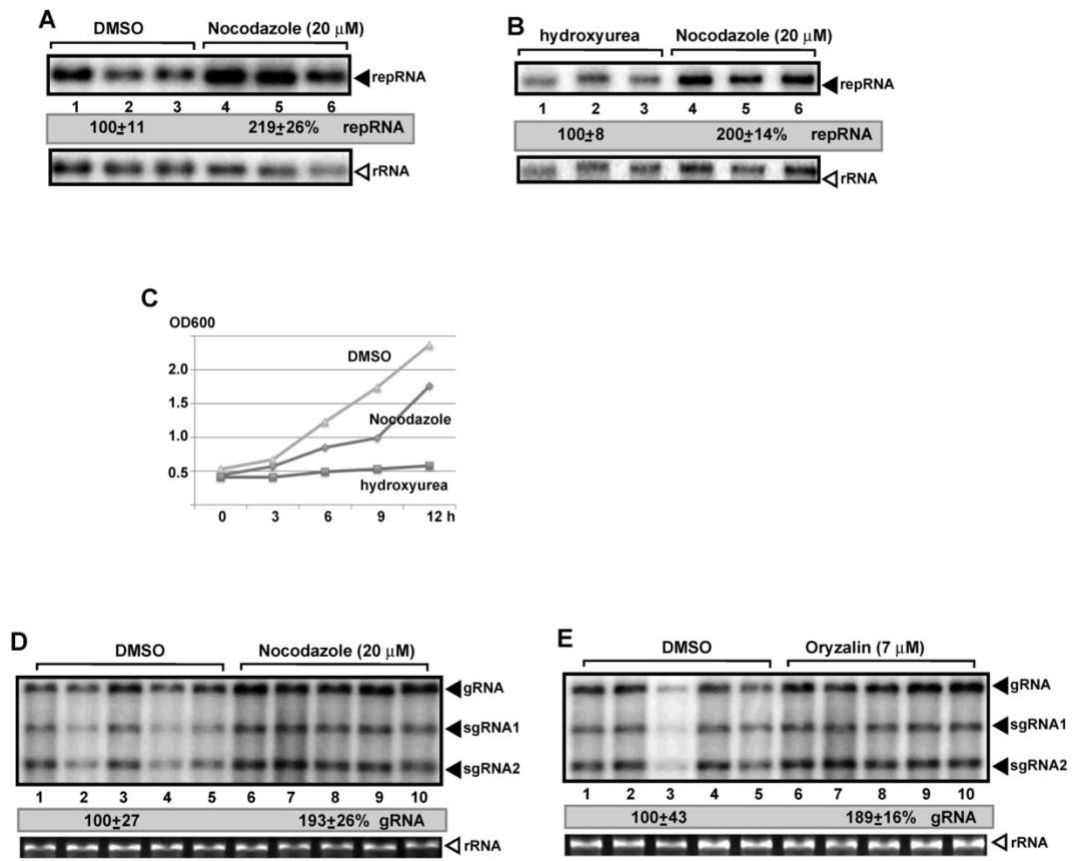 A
DMSO Nocodazole (20 μM)
repRNA
1 2 3 4 5 6
100±11 219±26% repRNA
rRNA
B
hydroxyurea Nocodazole (20 μM)
repRNA
1 2 3 4 5 6
100±8 200±14% repRNA
rRNA
C
OD600
DMSO
2.0
1.5
Nocodazole
1.0
0.5
hydroxyurea
0 3 6 9 12 h
D
DMSO Nocodazole (20 μM)
gRNA
sgRNA1
sgRNA2
1 2 3 4 5 6 7 8 9 10
100±27 193±26% gRNA
rRNA
E
DMSO Oryzalin (7 μM)
gRNA
sgRNA1
sgRNA2
1 2 3 4 5 6 7 8 9 10
100±43 189±16% gRNA
rRNA